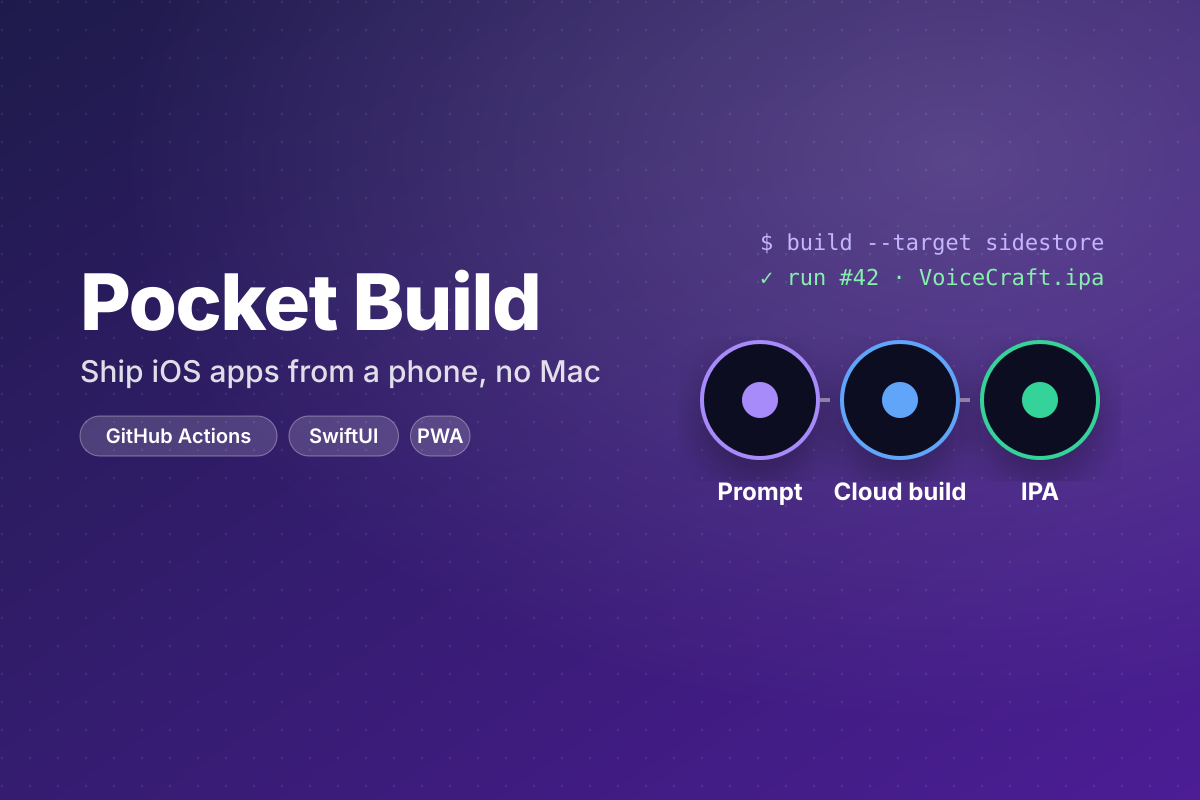 Pocket Build
Ship iOS apps from a phone, no Mac
GitHub Actions
SwiftUI
PWA
$ build --target sidestore
✓ run #42 · VoiceCraft.ipa
Prompt
Cloud build
IPA